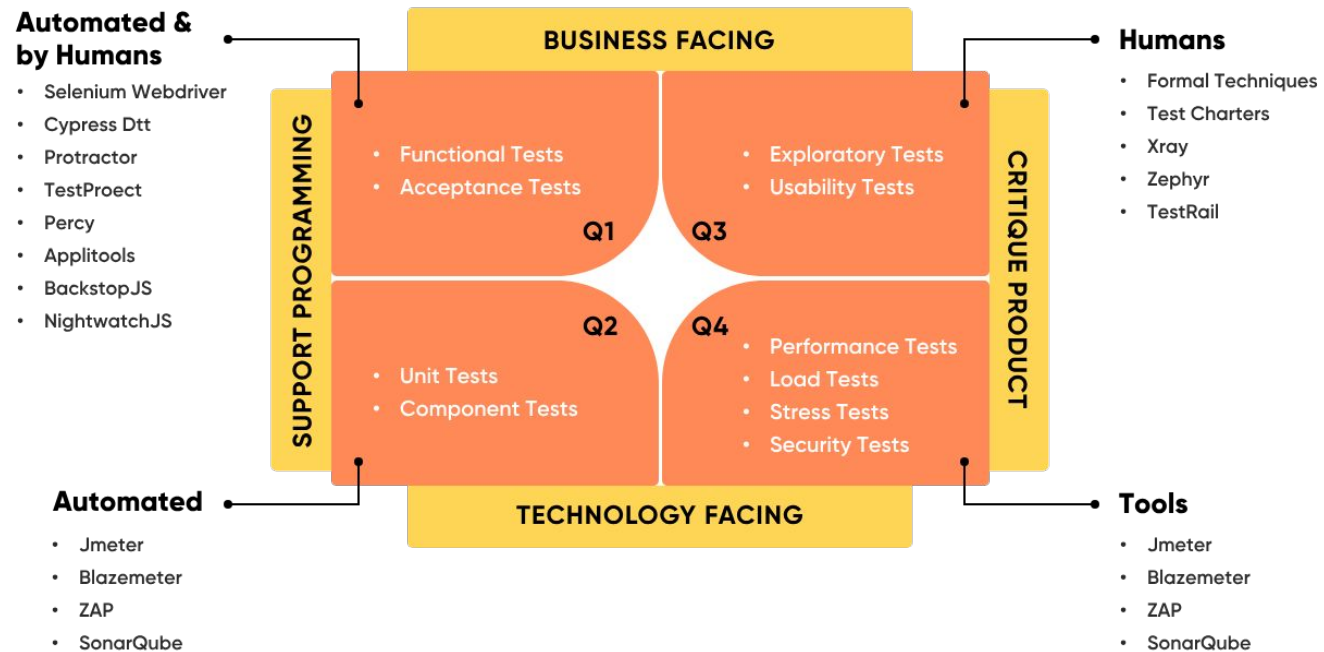 Automated &
by Humans
• Selenium Webdriver
• Cypress Dtt
• Protractor
• TestProect
• Percy
• Applitools
• BackstopJS
• NightwatchJS
BUSINESS FACING
Humans
• Formal Techniques
• Test Charters
• Xray
• Zephyr
• TestRail
SUPPORT PROGRAMMING
• Functional Tests
• Acceptance Tests
Q1
• Exploratory Tests
• Usability Tests
Q3
CRITIQUE PRODUCT
Q2
• Unit Tests
• Component Tests
Q4
• Performance Tests
• Load Tests
• Stress Tests
• Security Tests
TECHNOLOGY FACING
Automated
• Jmeter
• Blazemeter
• ZAP
• SonarQube
Tools
• Jmeter
• Blazemeter
• ZAP
• SonarQube